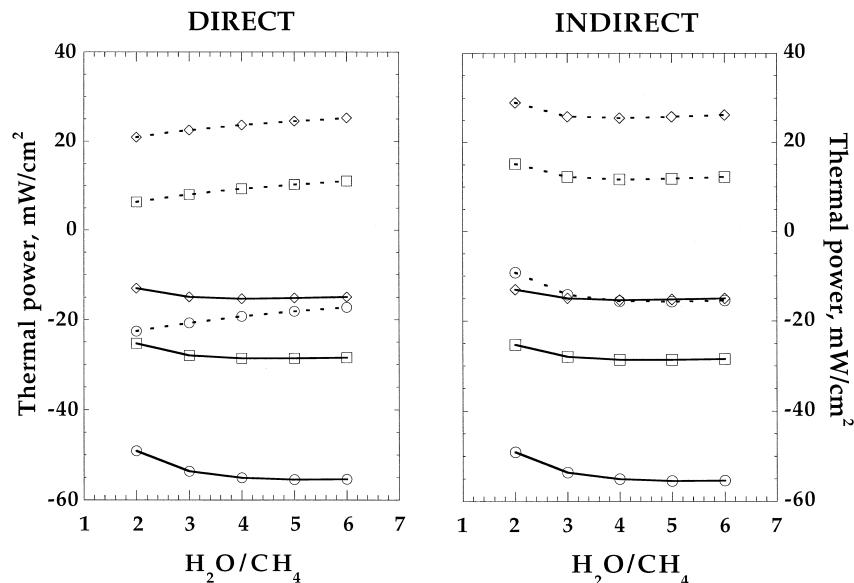 DIRECT
INDIRECT
40
20
0
-20
-40
-60
1 2 3 4 5 6 7
H₂O/CH₄
Thermal power, mW/cm²
40
20
0
-20
-40
-60
1 2 3 4 5 6 7
H₂O/CH₄
Thermal power, mW/cm²